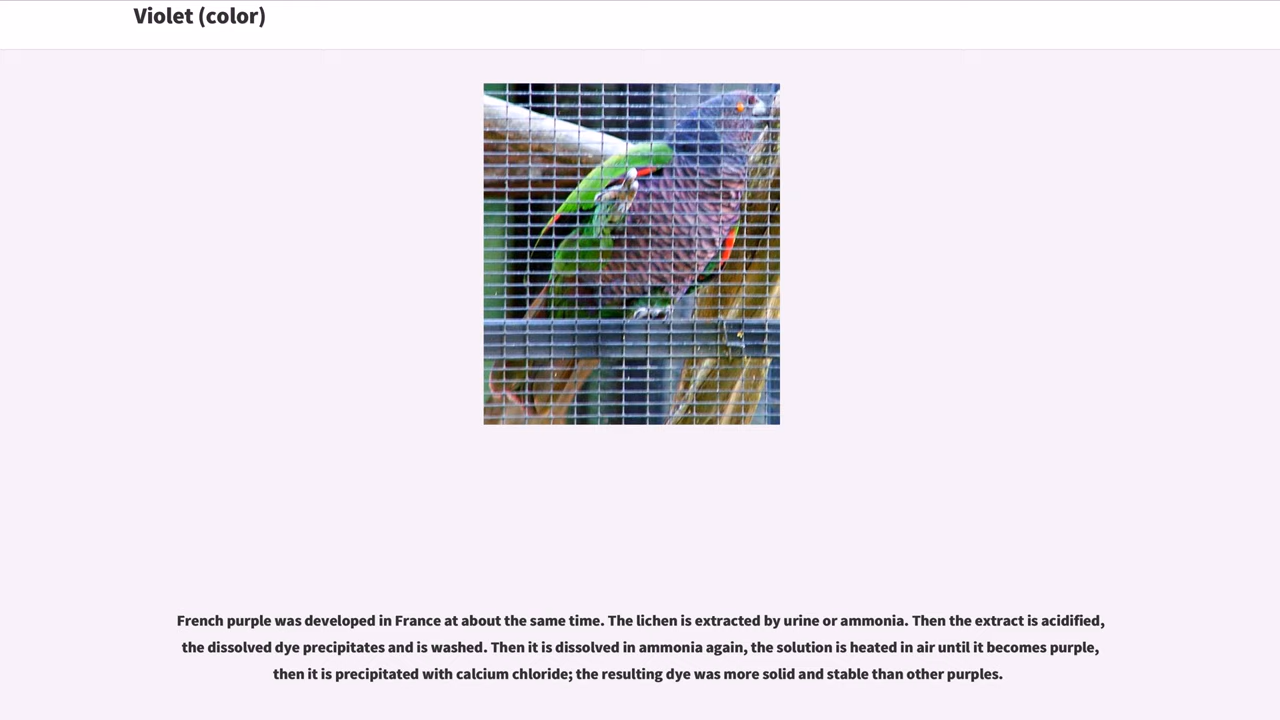 Violet (color)
French purple was developed in France at about the same time. The lichen is extracted by urine or ammonia. Then the extract is acidified,
the dissolved dye precipitates and is washed. Then it is dissolved in ammonia again, the solution is heated in air until it becomes purple,
then it is precipitated with calcium chloride; the resulting dye was more solid and stable than other purples.